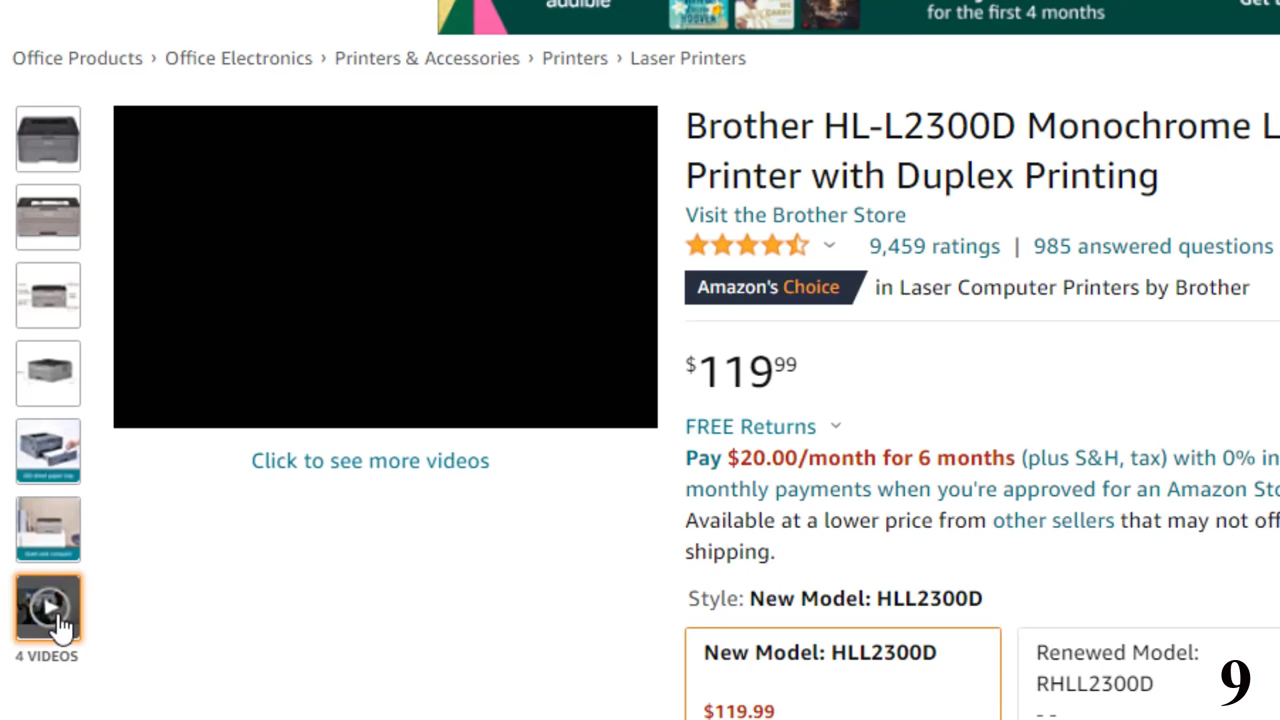 audible
for the first 4 months
Office Products › Office Electronics › Printers & Accessories › Printers › Laser Printers
Brother HL-L2300D Monochrome L
Printer with Duplex Printing
Visit the Brother Store
9,459 ratings | 985 answered questions
Amazon's Choice in Laser Computer Printers by Brother
$119.99
FREE Returns
Pay $20.00/month for 6 months (plus S&H, tax) with 0% in
monthly payments when you're approved for an Amazon Sto
Available at a lower price from other sellers that may not off
shipping.
Click to see more videos
Style: New Model: HLL2300D
New Model: HLL2300D
$119.99
Renewed Model:
RHLL2300D
--
4 VIDEOS
9